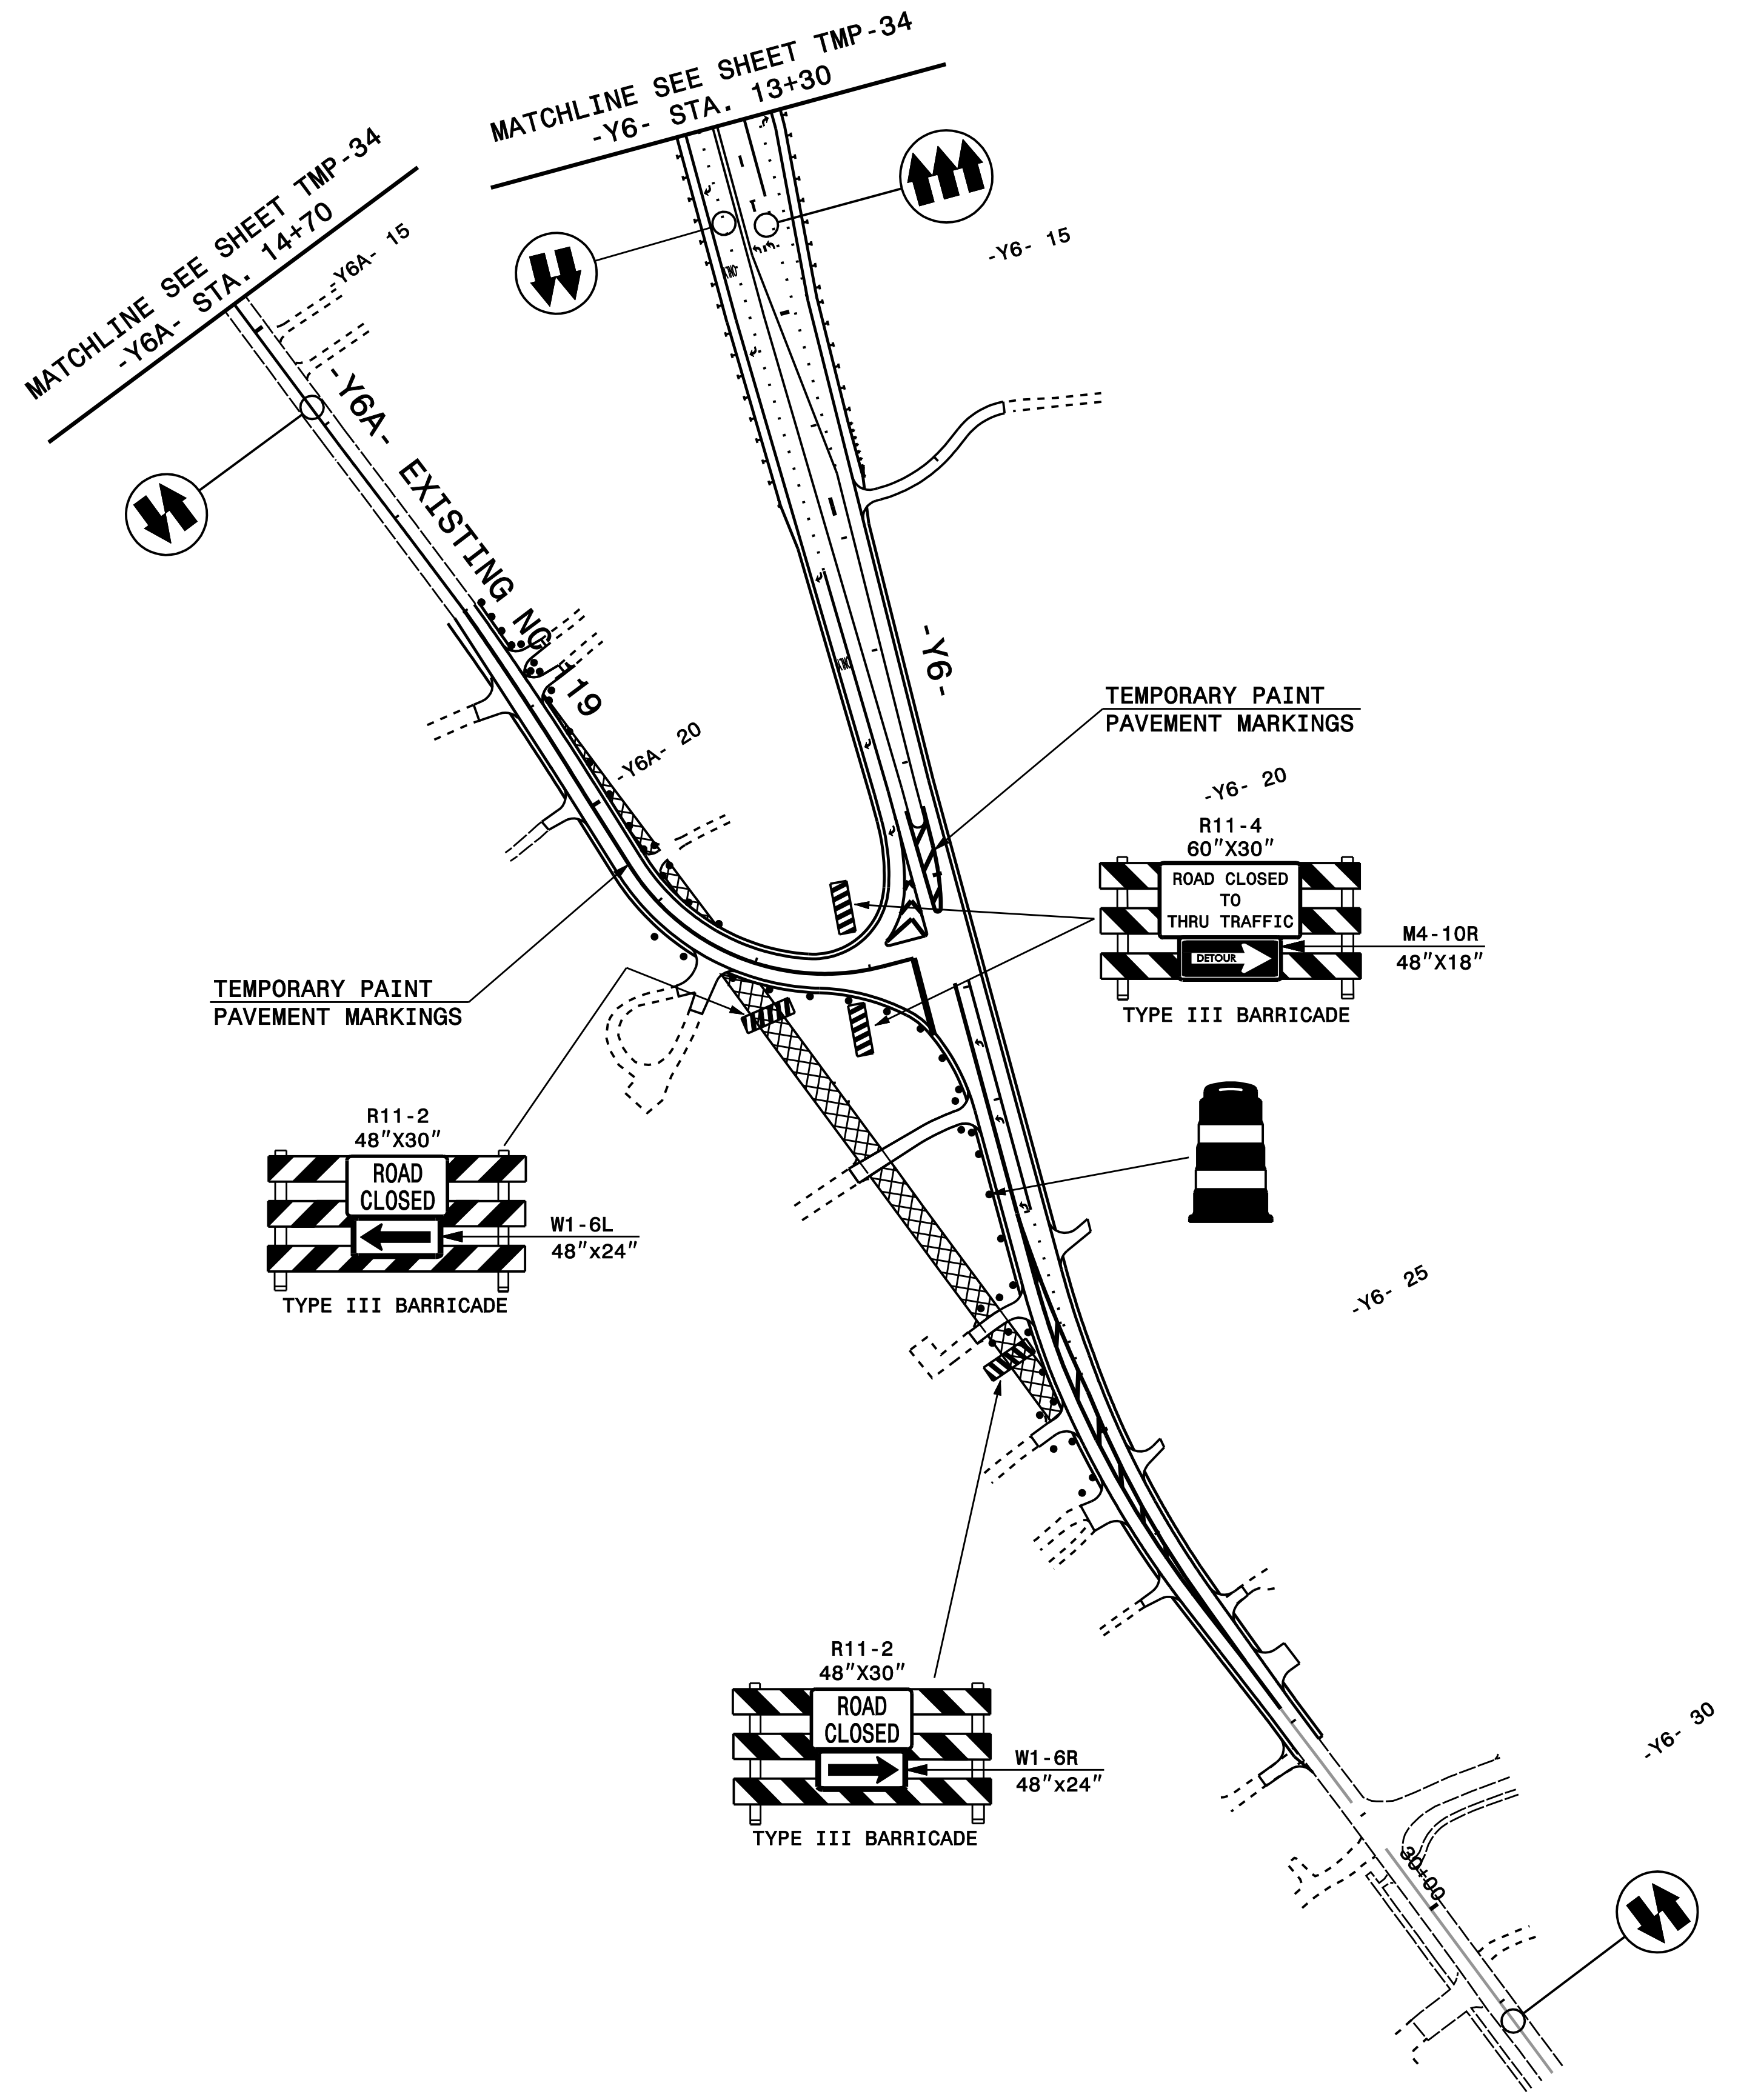 MATCHLINE SEE SHEET TMP-34
-Y6- STA. 13+30
MATCHLINE SEE SHEET TMP-34
-Y6A- STA. 14+70
-Y6A- 15
-Y6- 15
-Y6A- EXISTING NC 119
-Y6-
TEMPORARY PAINT
PAVEMENT MARKINGS
-Y6A- 20
-Y6- 20
R11-4
60"X30"
ROAD CLOSED
TO
THRU TRAFFIC
DETOUR
M4-10R
48"X18"
TYPE III BARRICADE
TEMPORARY PAINT
PAVEMENT MARKINGS
R11-2
48"X30"
ROAD
CLOSED
W1-6L
48"x24"
TYPE III BARRICADE
-Y6- 25
R11-2
48"X30"
ROAD
CLOSED
W1-6R
48"x24"
TYPE III BARRICADE
-Y6- 30
30+00